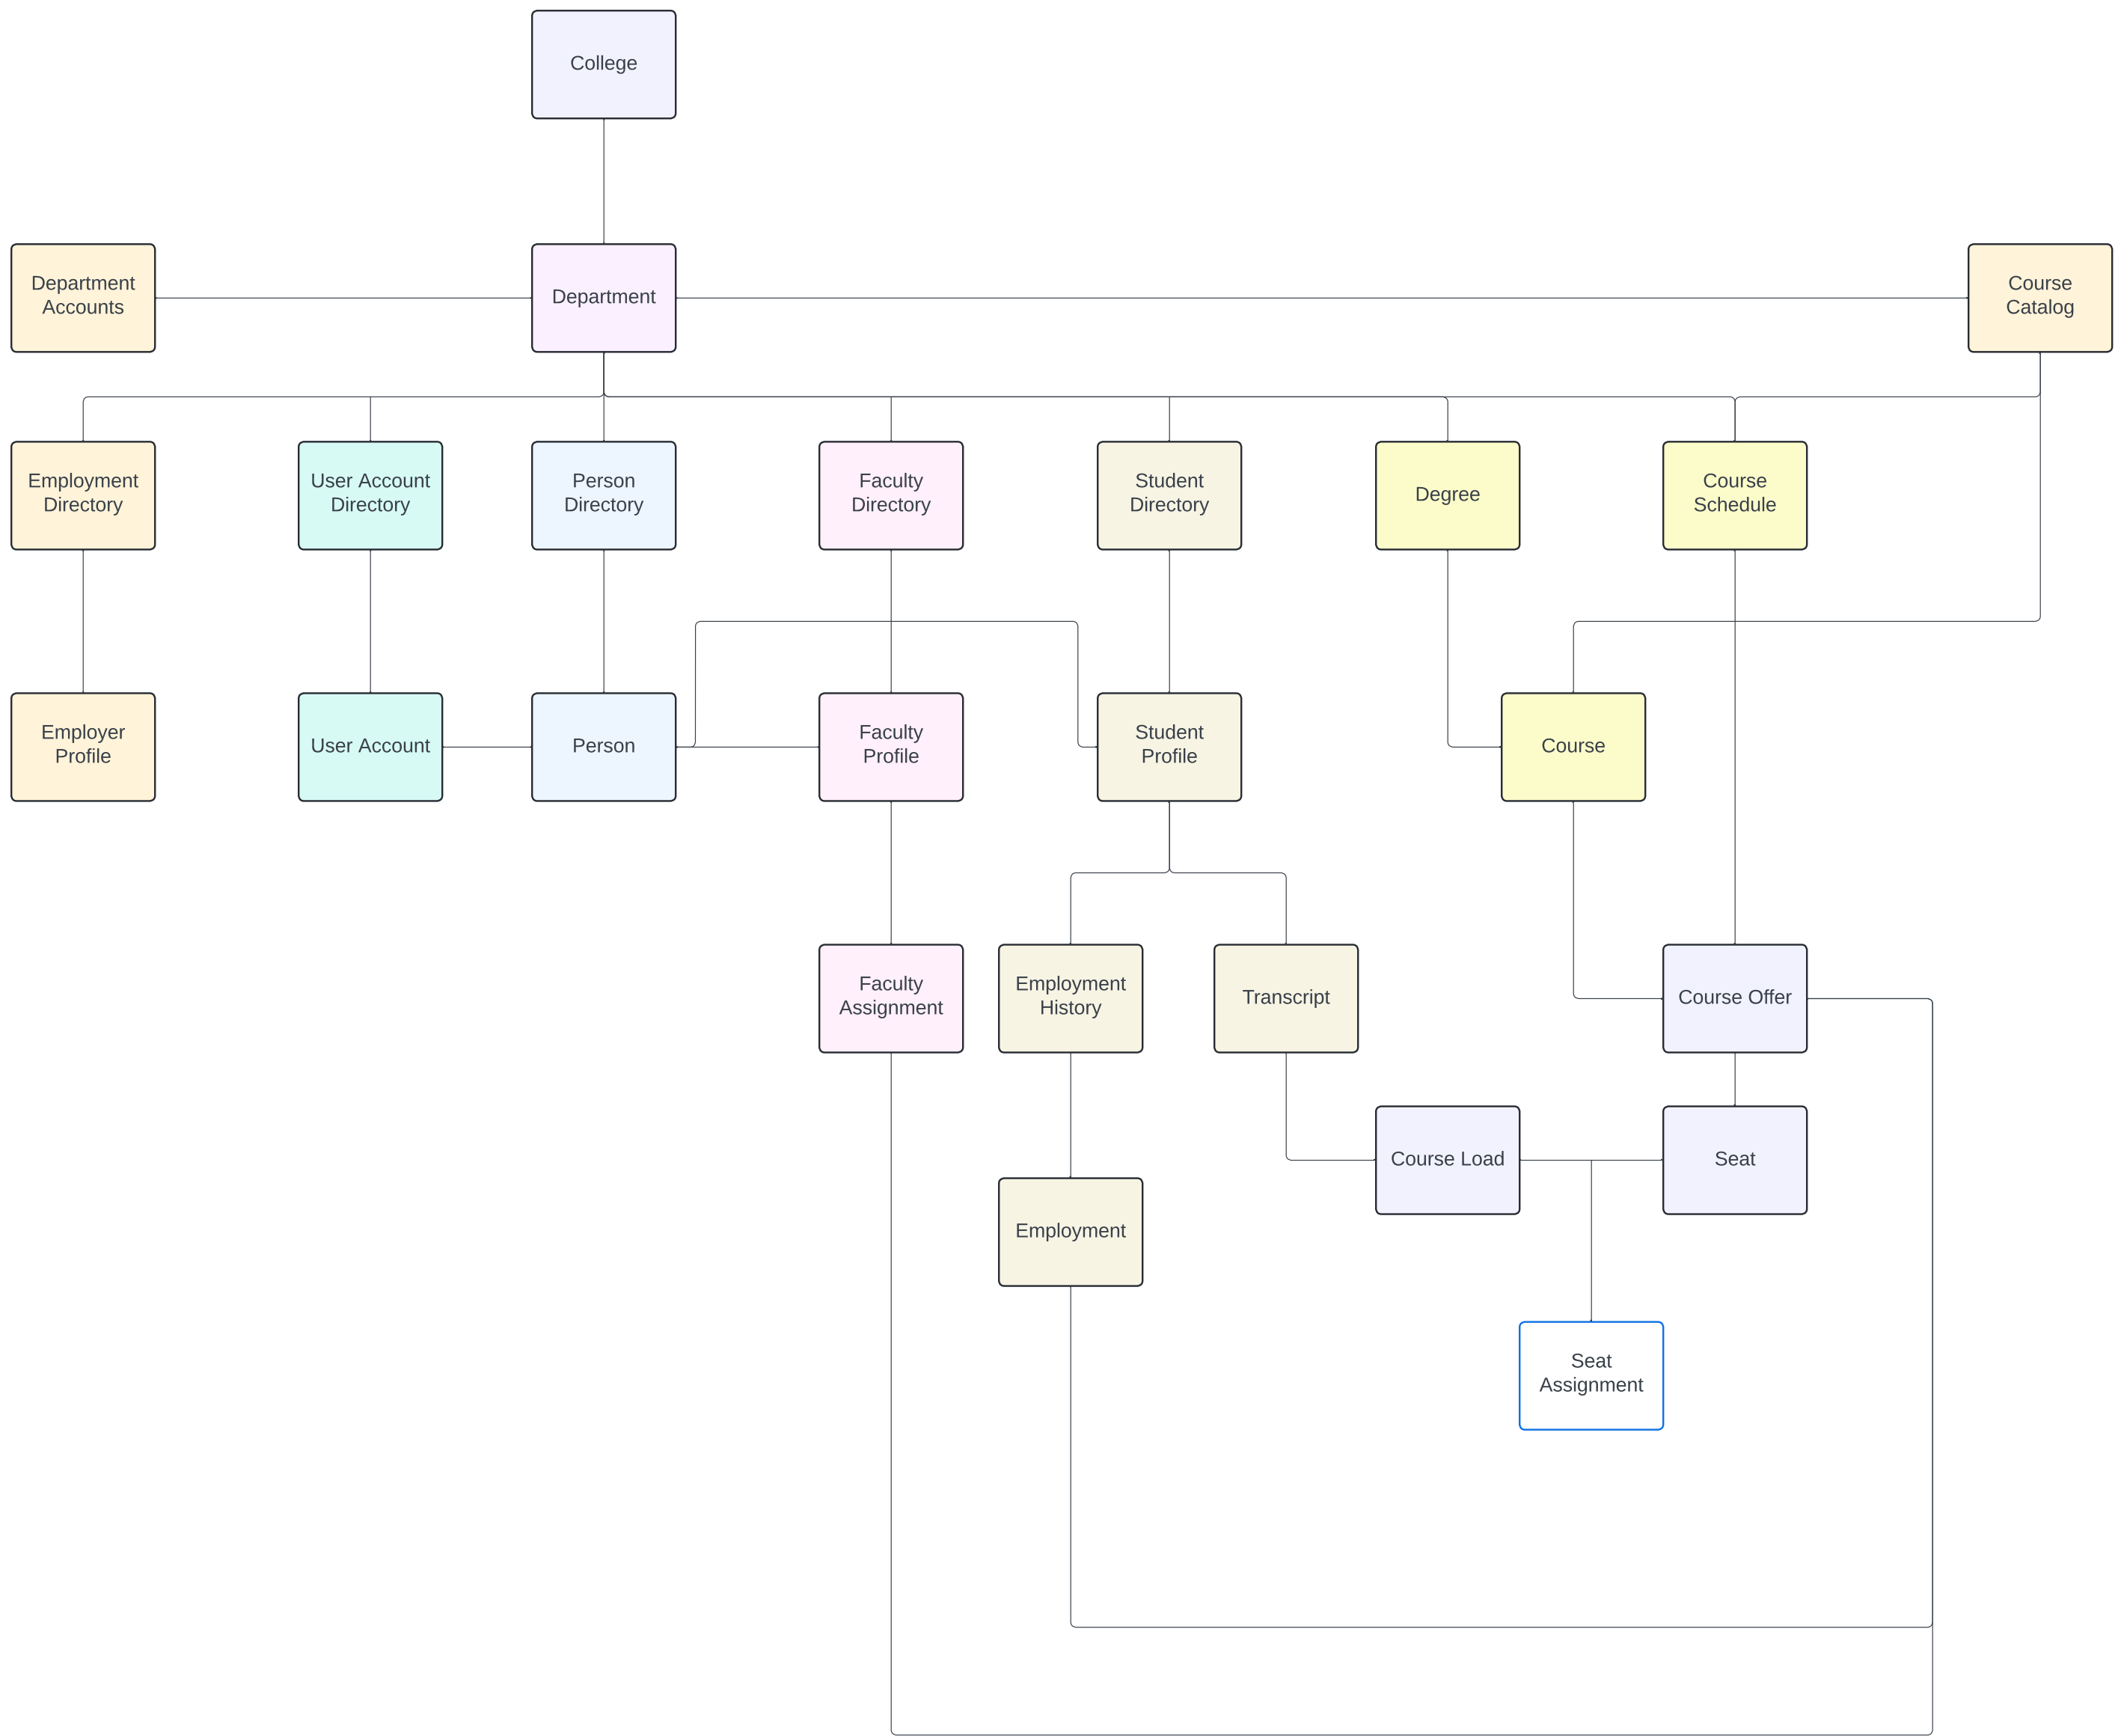 College
Department
Accounts
Department
Course
Catalog
Employment
Directory
User Account
Directory
Person
Directory
Faculty
Directory
Student
Directory
Degree
Course
Schedule
Employer
Profile
User Account
Person
Faculty
Profile
Student
Profile
Course
Faculty
Assignment
Employment
History
Transcript
Course Offer
Course Load
Seat
Employment
Seat
Assignment